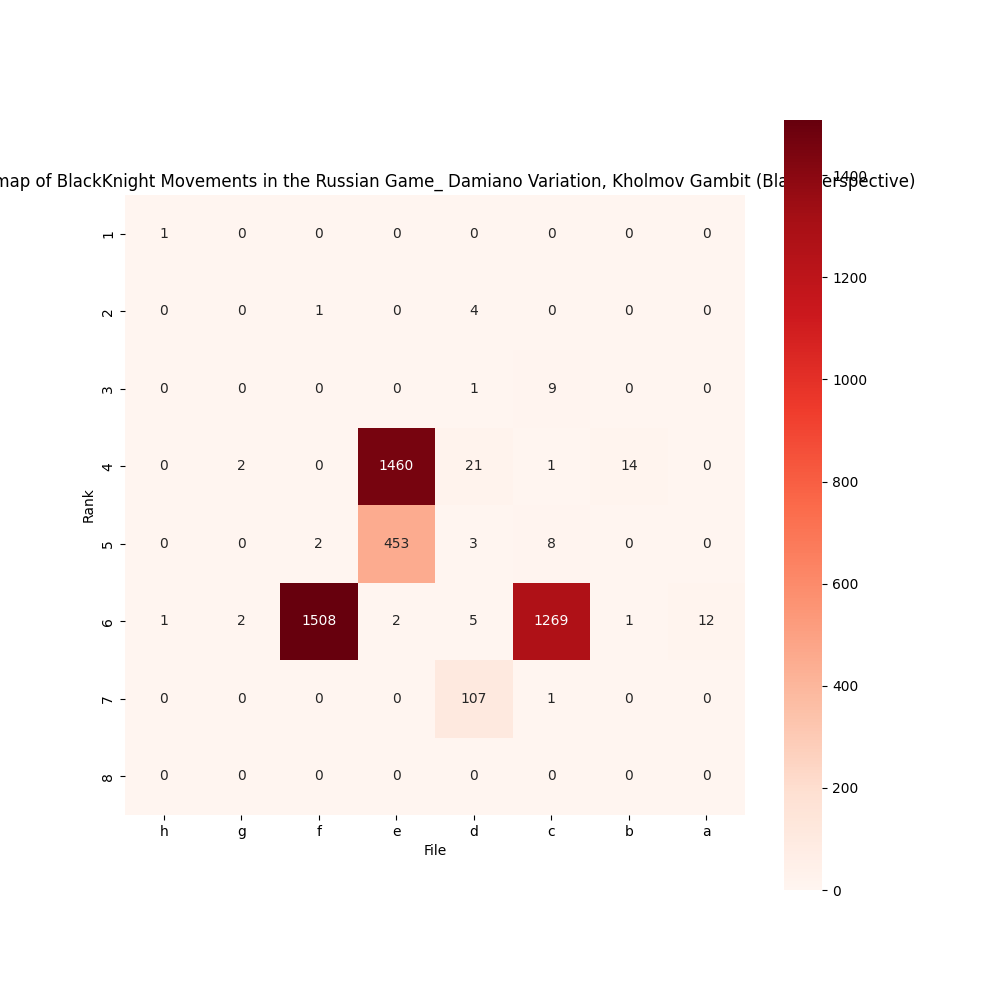 map of BlackKnight Movements in the Russian Game_ Damiano Variation, Kholmov Gambit (Bla erspective)
1400
1200
1000
800
600
400
200
0
Rank
1 1 0 0 0 0 0 0 0
2 0 0 1 0 4 0 0 0
3 0 0 0 0 1 9 0 0
4 0 2 0 1460 21 1 14 0
5 0 0 2 453 3 8 0 0
6 1 2 1508 2 5 1269 1 12
7 0 0 0 0 107 1 0 0
8 0 0 0 0 0 0 0 0
h g f e d c b a
File